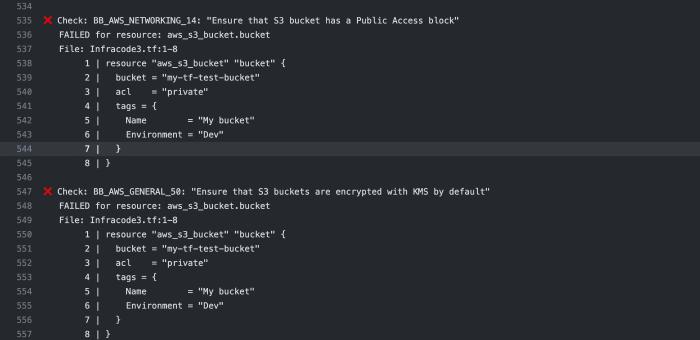 534
535 ❌ Check: BB_AWS_NETWORKING_14: "Ensure that S3 bucket has a Public Access block"
536 FAILED for resource: aws_s3_bucket.bucket
537 File: Infracode3.tf:1-8
538 1 | resource "aws_s3_bucket" "bucket" {
539 2 | bucket = "my-tf-test-bucket"
540 3 | acl = "private"
541 4 | tags = {
542 5 | Name = "My bucket"
543 6 | Environment = "Dev"
544 7 | }
545 8 | }
546
547 ❌ Check: BB_AWS_GENERAL_50: "Ensure that S3 buckets are encrypted with KMS by default"
548 FAILED for resource: aws_s3_bucket.bucket
549 File: Infracode3.tf:1-8
550 1 | resource "aws_s3_bucket" "bucket" {
551 2 | bucket = "my-tf-test-bucket"
552 3 | acl = "private"
553 4 | tags = {
554 5 | Name = "My bucket"
555 6 | Environment = "Dev"
556 7 | }
557 8 | }